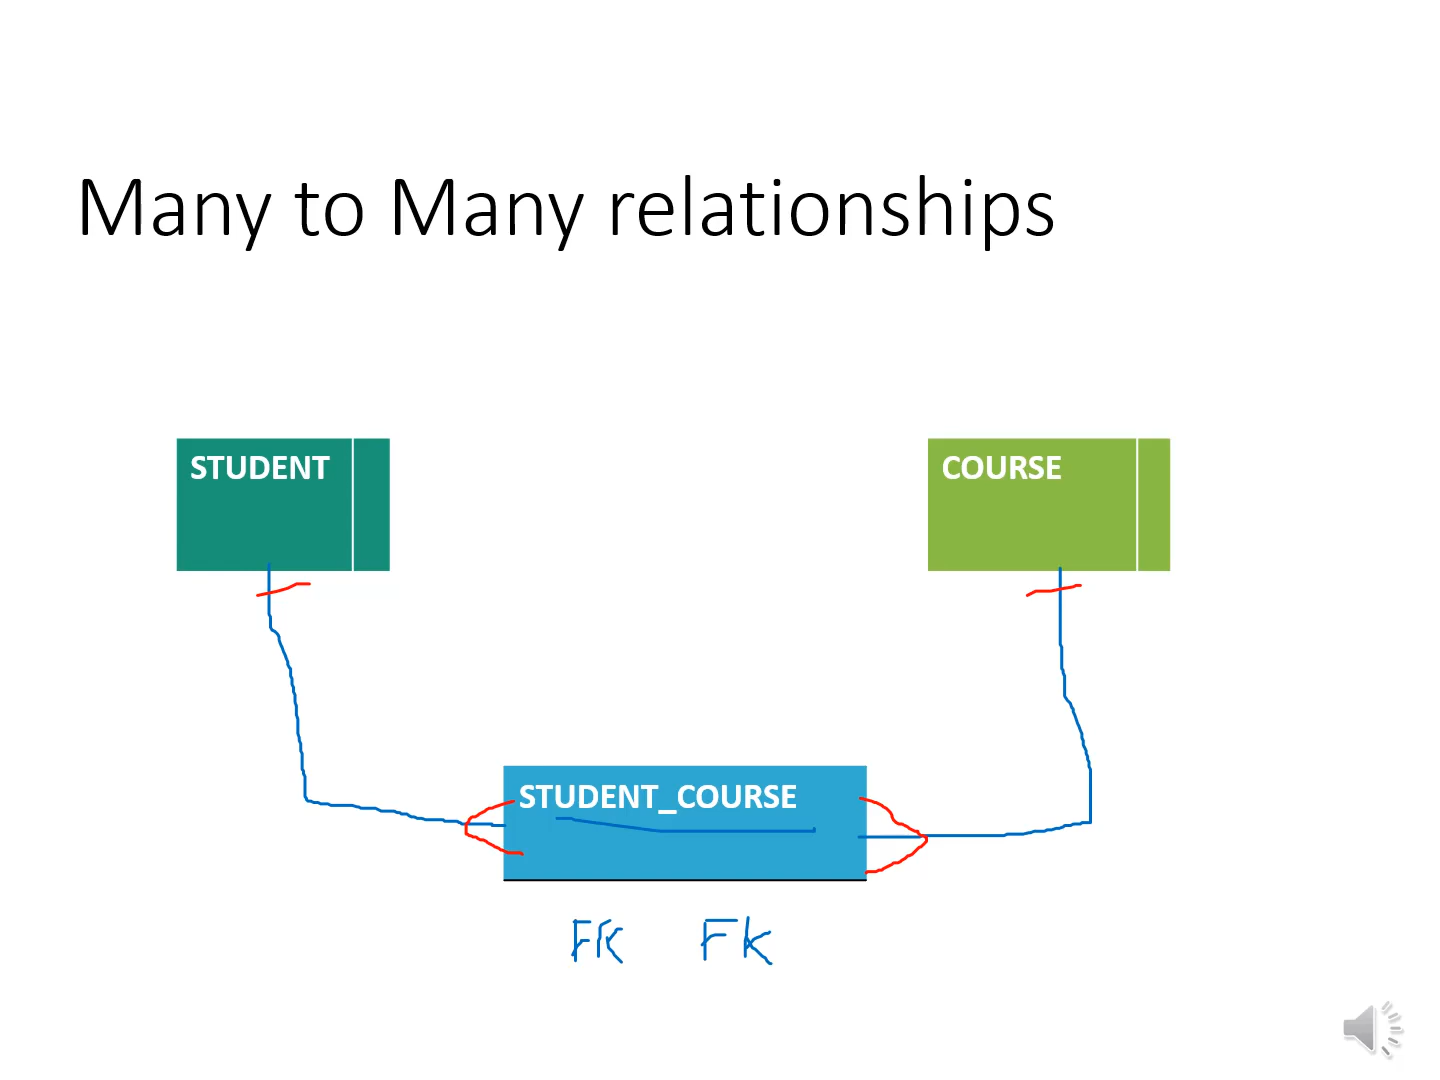 Many to Many relationships
STUDENT
COURSE
STUDENT_COURSE
FK FK